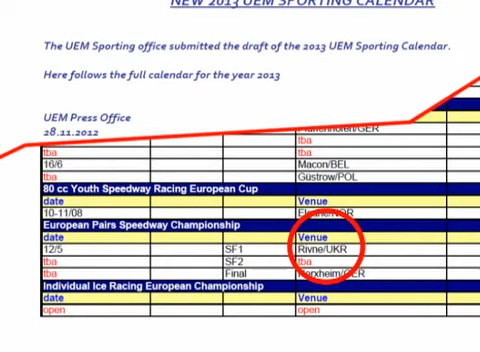 NEW 2013 UEM SPORTING CALENDAR
The UEM Sporting office submitted the draft of the 2013 UEM Sporting Calendar.
Here follows the full calendar for the year 2013
UEM Press Office
28.11.2012
Pfaffenhofen/GER
tba tba
16/6 Macon/BEL
tba Güstrow/POL
80 cc Youth Speedway Racing European Cup
date Venue
10-11/08
European Pairs Speedway Championship
date Venue
12/5 SF1 Rivne/UKR
tba SF2 tba
tba Final Herxheim/GER
Individual Ice Racing European Championship
date Venue
open open